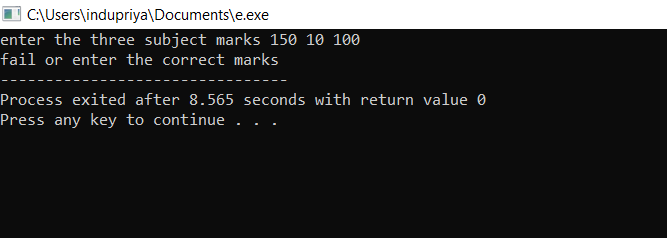 C:\Users\indupriya\Documents\e.exe
enter the three subject marks 150 10 100
fail or enter the correct marks
--------------------------------
Process exited after 8.565 seconds with return value 0
Press any key to continue . . .